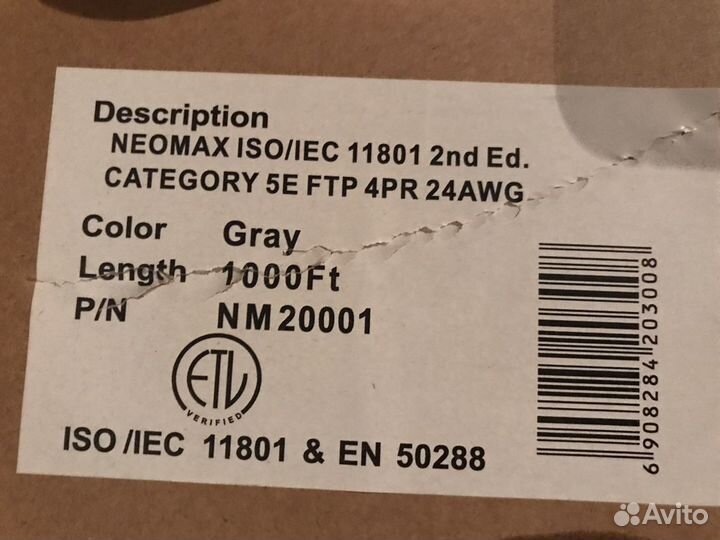 Description
NEOMAX ISO/IEC 11801 2nd Ed.
CATEGORY 5E FTP 4PR 24AWG
Color Gray
Length 1000Ft
P/N NM20001
ETL
VERIFIED
ISO /IEC 11801 & EN 50288
6 908284 203008
Avito